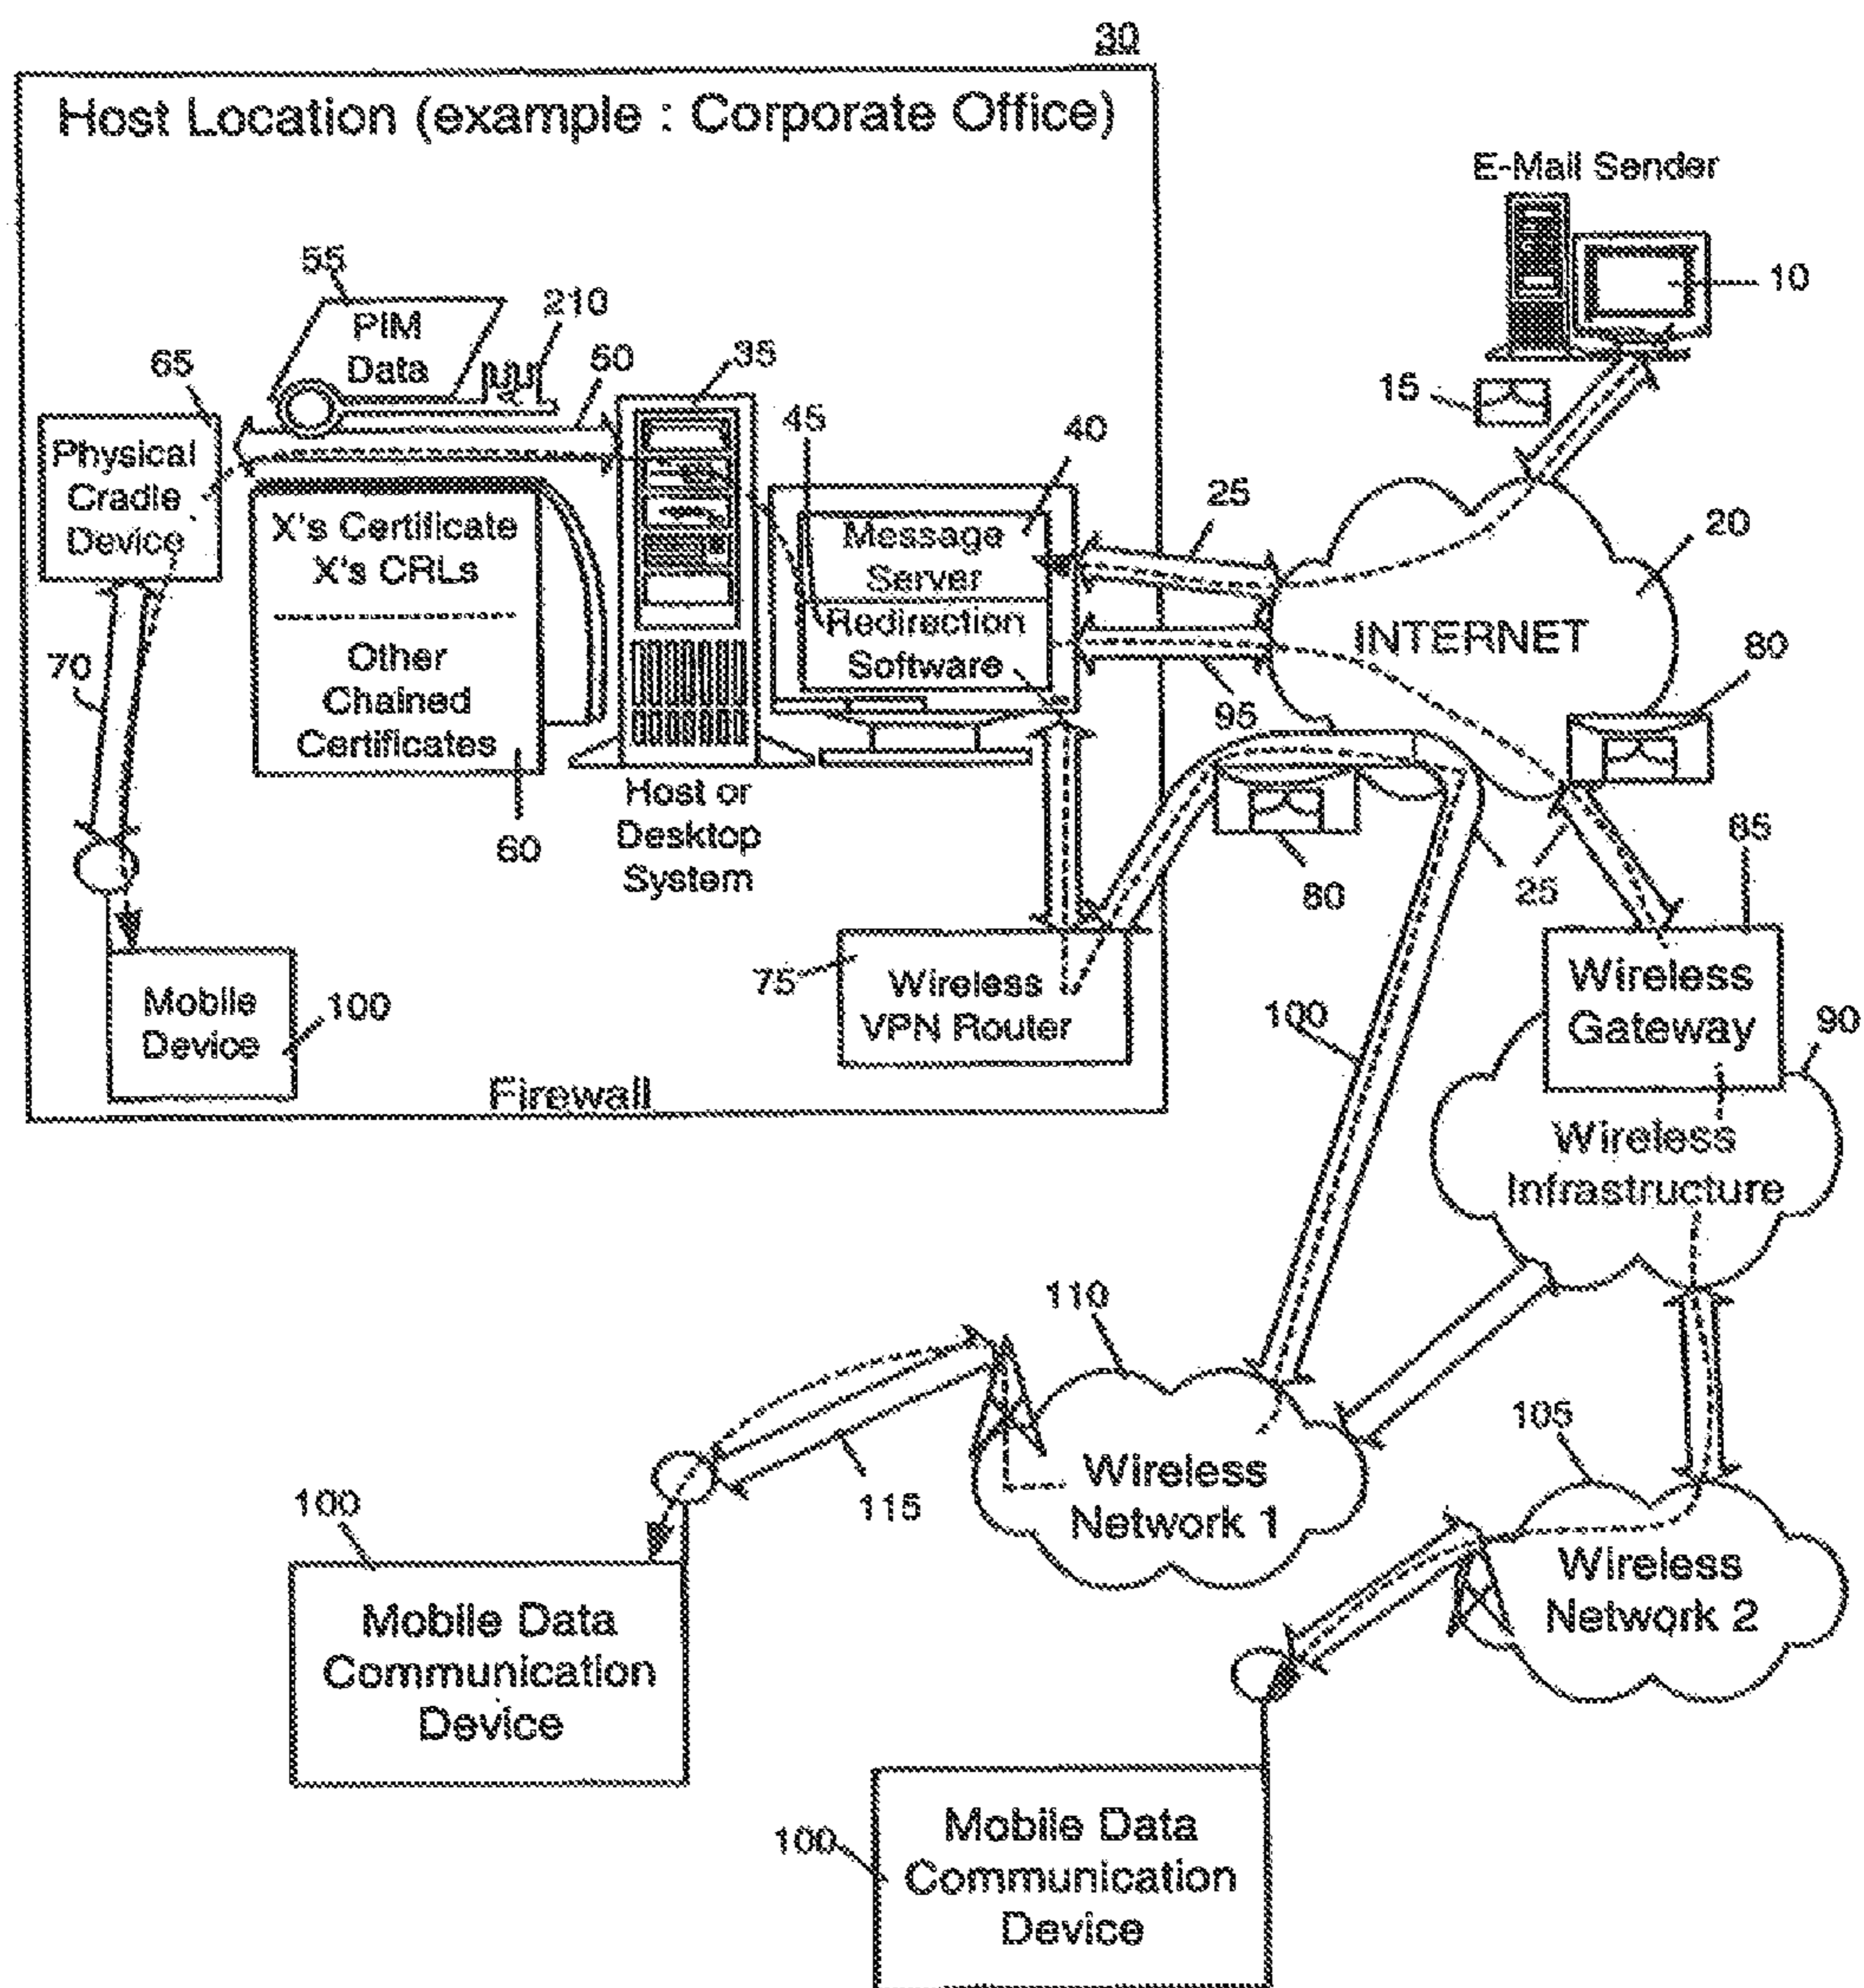 30
Host Location (example : Corporate Office)
E-Mail Sender
10
15
55
PIM
Data
210
50
35
65
Physical
Cradle
Device
45
40
Message
Server
Redirection
Software
25
20
INTERNET
80
X's Certificate
X's CRLs
Other
Chained
Certificates
60
70
Host or
Desktop
System
95
80
25
85
Wireless
Gateway
75
Wireless
VPN Router
Mobile
Device
100
Firewall
100
90
Wireless
Infrastructure
110
Wireless
Network 1
115
105
Wireless
Network 2
100
Mobile Data
Communication
Device
100
Mobile Data
Communication
Device